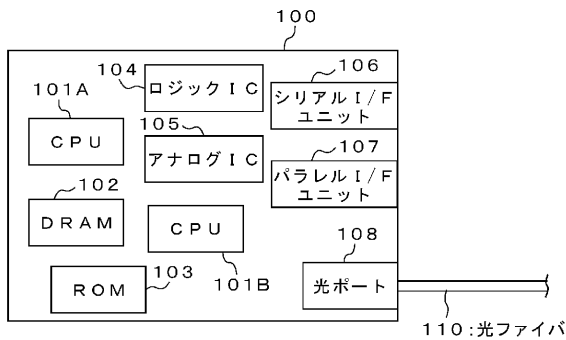 100
104
ロジックIC
106
シリアルI/F
ユニット
101A
CPU
105
アナログIC
107
パラレルI/F
ユニット
102
DRAM
CPU
101B
108
光ポート
103
ROM
110:光ファイバ